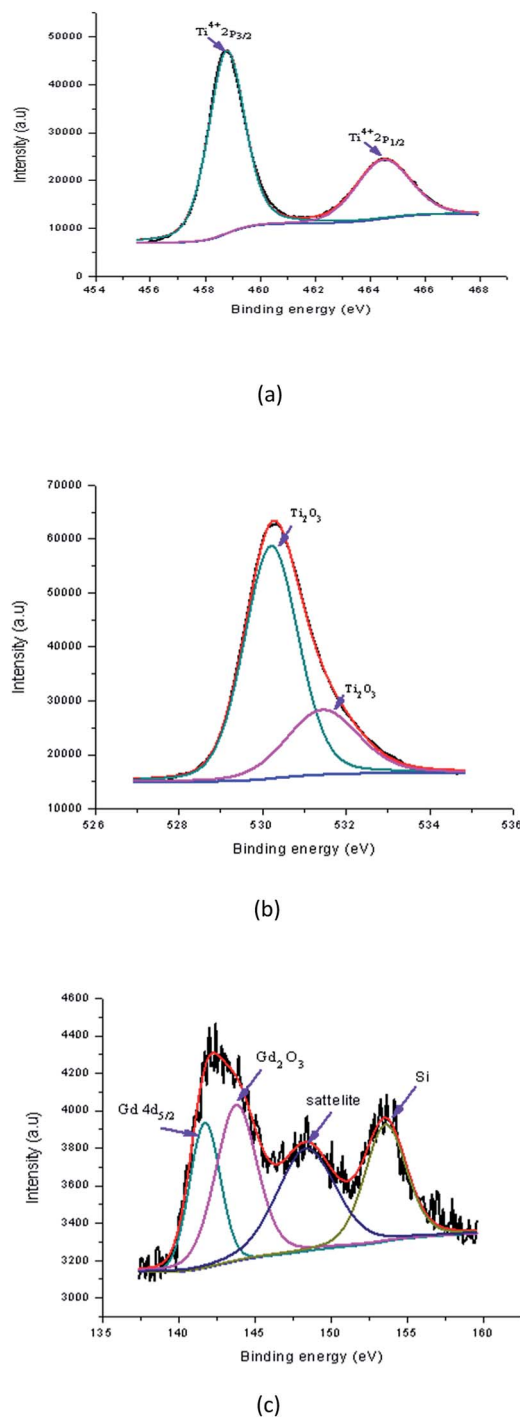 Ti⁴⁺2p₃/₂
Ti⁴⁺2p₁/₂
50000
40000
30000
20000
10000
0
Intensity (a.u)
454 456 458 460 462 464 466 468
Binding energy (eV)
(a)
70000
60000
50000
40000
30000
20000
10000
Intensity (a.u)
Ti₂O₃
Ti₂O₃
526 528 530 532 534 536
Binding energy (eV)
(b)
4600
4400
4200
4000
3800
3600
3400
3200
3000
Intensity (a.u)
Gd₂O₃
Gd 4d₅/₂
sattelite
Si
135 140 145 150 155 160
Binding energy (eV)
(c)